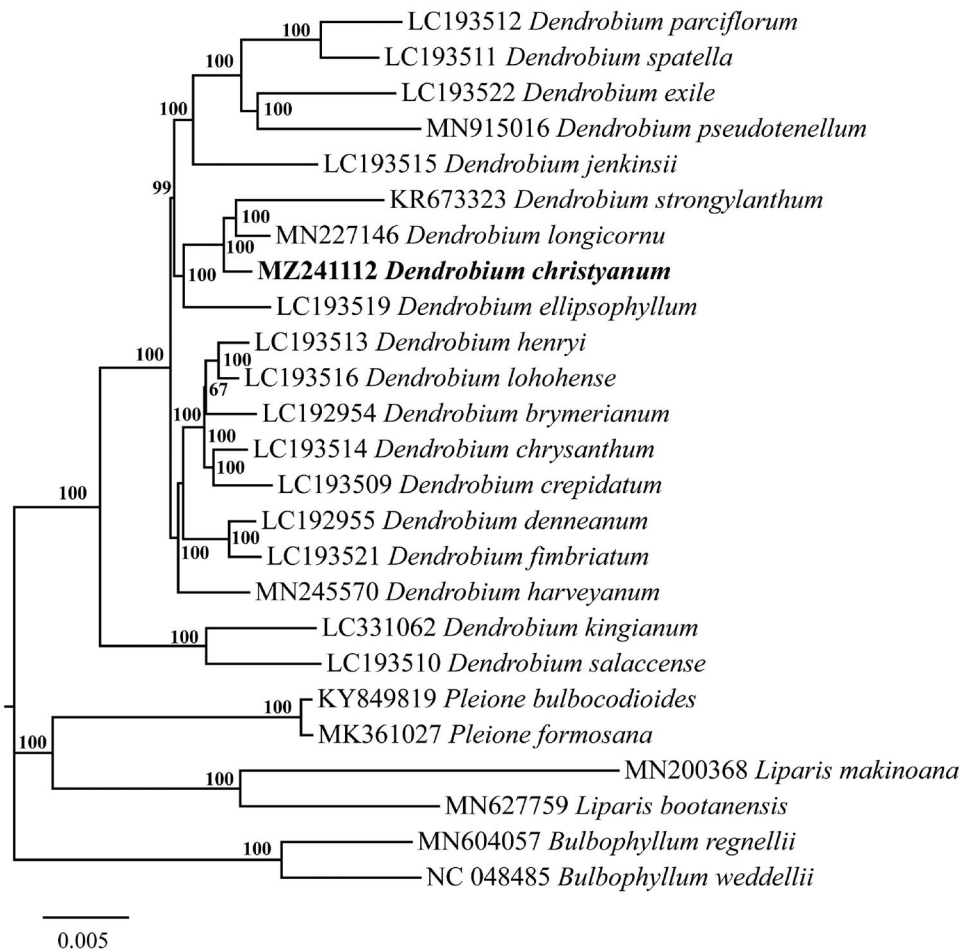 LC193512 Dendrobium parciflorum
100
LC193511 Dendrobium spatella
100
LC193522 Dendrobium exile
100
100
MN915016 Dendrobium pseudotenellum
LC193515 Dendrobium jenkinsii
99
KR673323 Dendrobium strongylanthum
100
MN227146 Dendrobium longicornu
100
MZ241112 Dendrobium christyanum
100
LC193519 Dendrobium ellipsophyllum
LC193513 Dendrobium henryi
100
100
LC193516 Dendrobium lohohense
67
LC192954 Dendrobium brymerianum
100
100
LC193514 Dendrobium chrysanthum
100
LC193509 Dendrobium crepidatum
100
LC192955 Dendrobium denneanum
100
100
LC193521 Dendrobium fimbriatum
MN245570 Dendrobium harveyanum
LC331062 Dendrobium kingianum
100
LC193510 Dendrobium salaccense
KY849819 Pleione bulbocodioides
100
MK361027 Pleione formosana
100
MN200368 Liparis makinoana
100
MN627759 Liparis bootanensis
MN604057 Bulbophyllum regnellii
100
NC 048485 Bulbophyllum weddellii
0.005